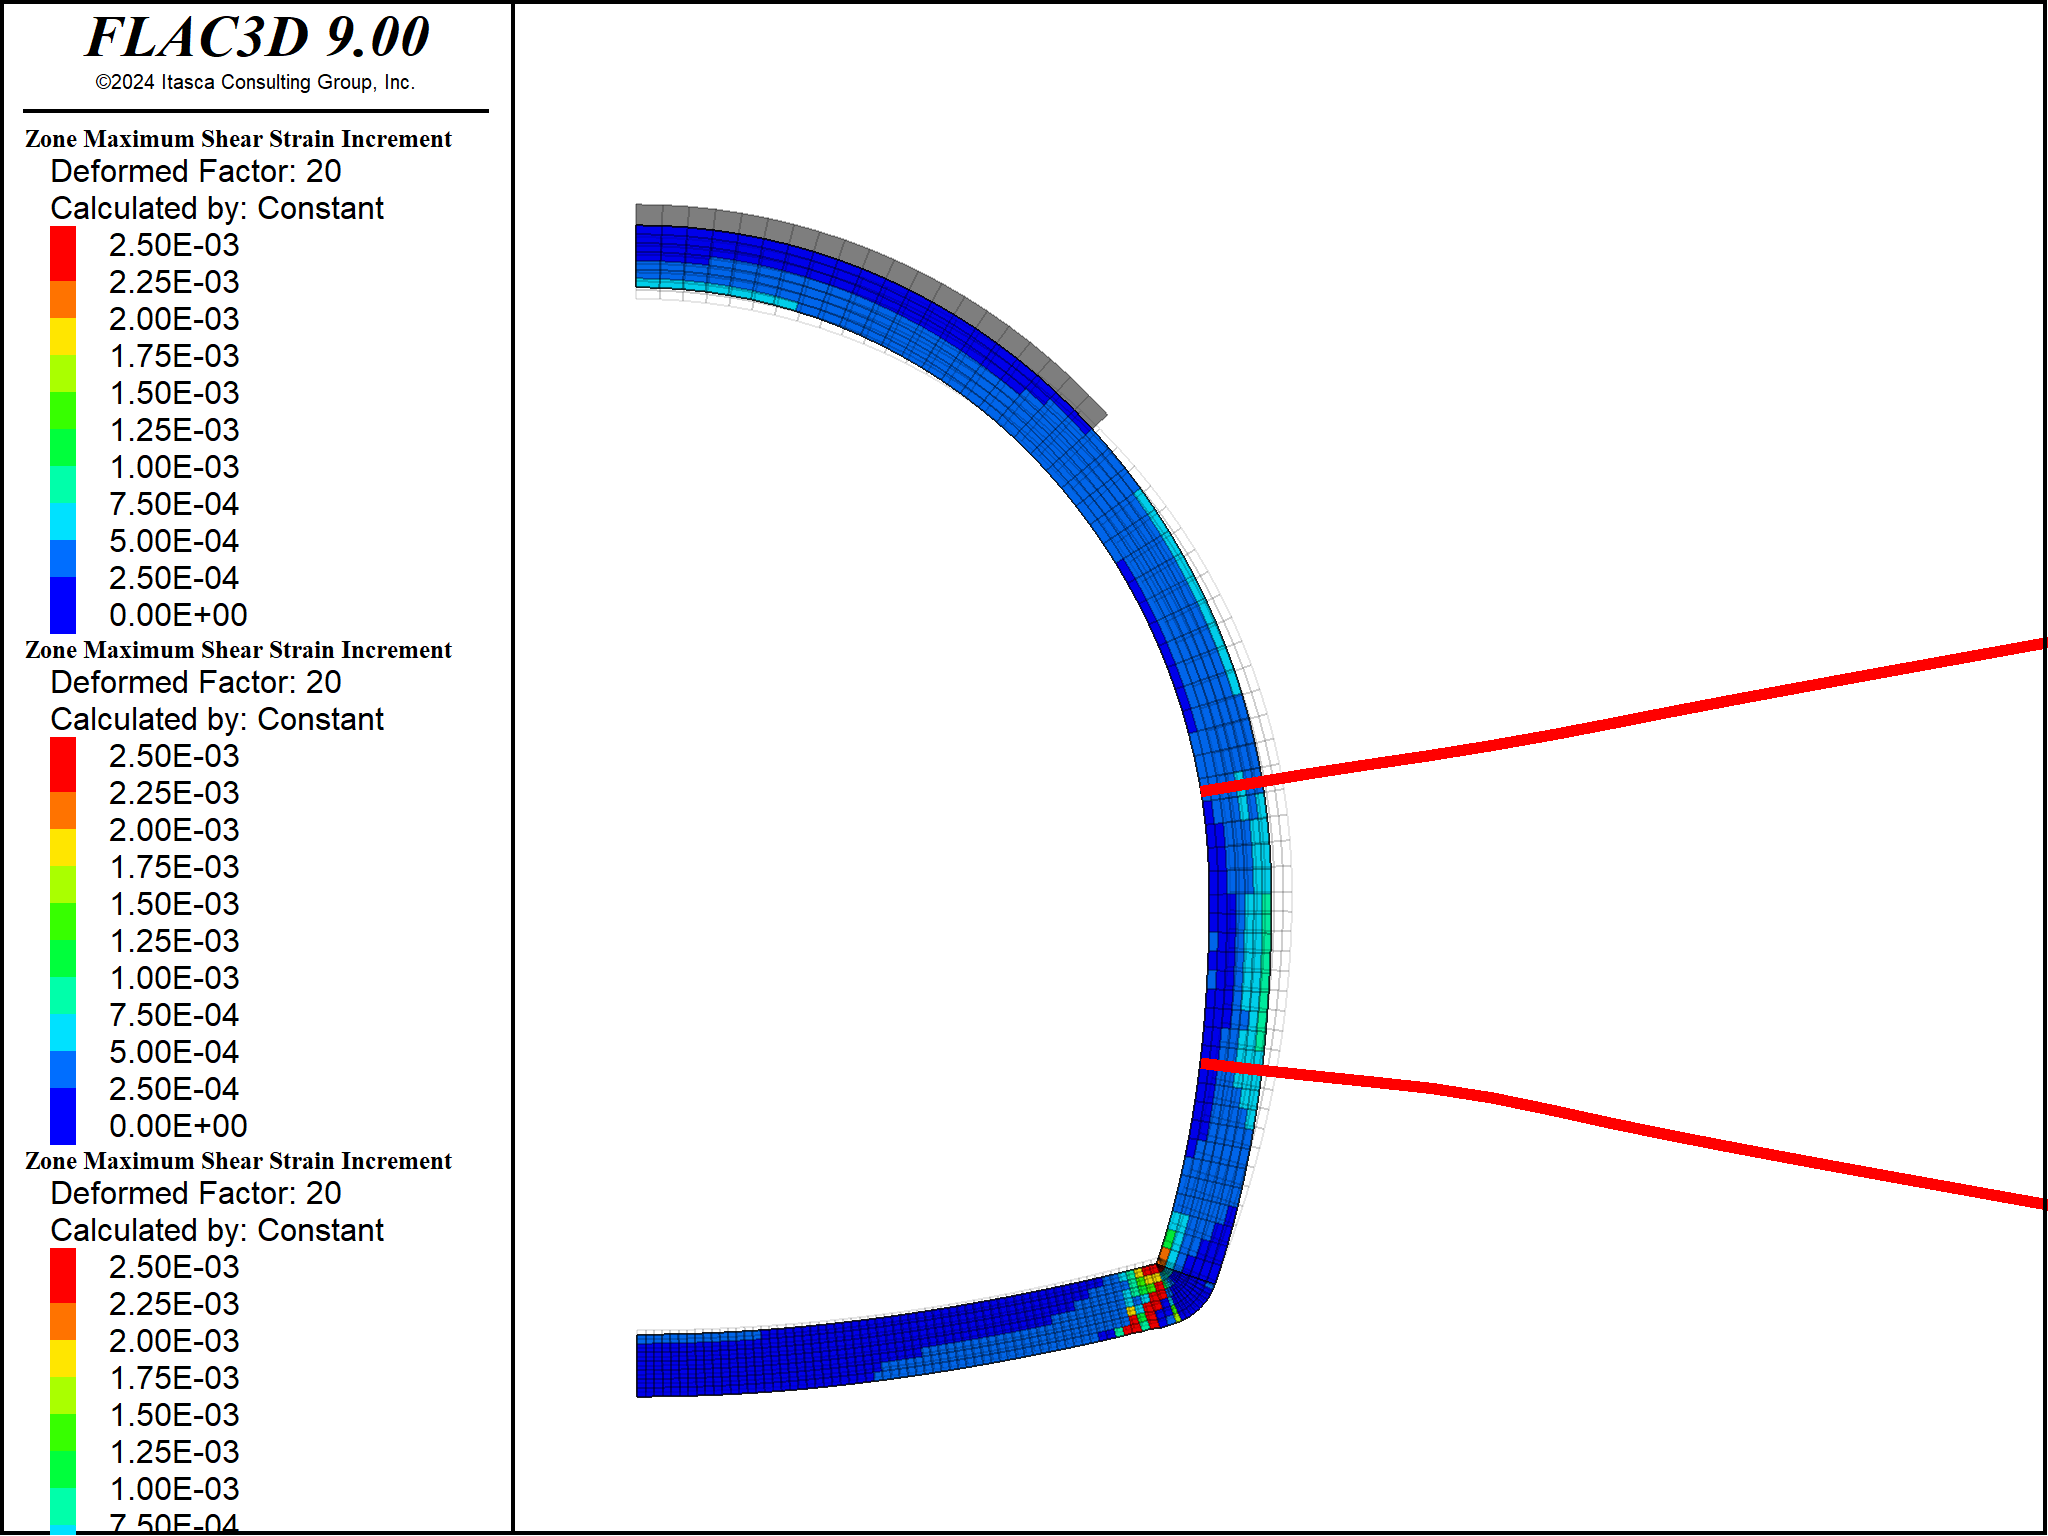 FLAC3D 9.00
©2024 Itasca Consulting Group, Inc.
Zone Maximum Shear Strain Increment
Deformed Factor: 20
Calculated by: Constant
2.50E-03
2.25E-03
2.00E-03
1.75E-03
1.50E-03
1.25E-03
1.00E-03
7.50E-04
5.00E-04
2.50E-04
0.00E+00
Zone Maximum Shear Strain Increment
Deformed Factor: 20
Calculated by: Constant
2.50E-03
2.25E-03
2.00E-03
1.75E-03
1.50E-03
1.25E-03
1.00E-03
7.50E-04
5.00E-04
2.50E-04
0.00E+00
Zone Maximum Shear Strain Increment
Deformed Factor: 20
Calculated by: Constant
2.50E-03
2.25E-03
2.00E-03
1.75E-03
1.50E-03
1.25E-03
1.00E-03
7.50E-04